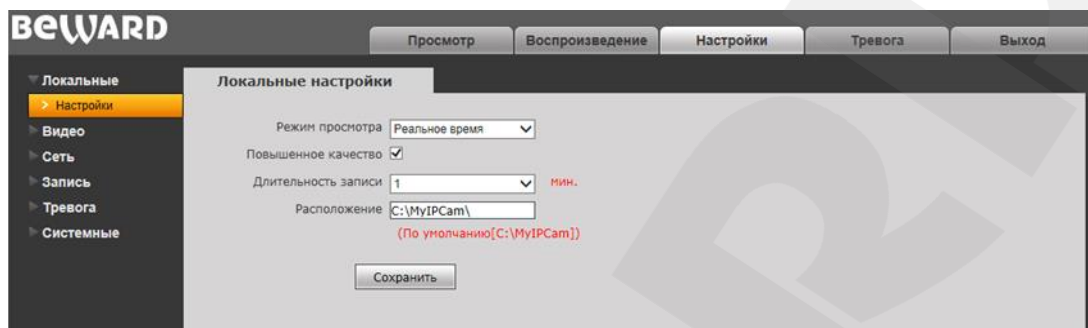 BEWARD
Просмотр Воспроизведение Настройки Тревога Выход
Локальные
> Настройки
Видео
Сеть
Запись
Тревога
Системные
Локальные настройки
Режим просмотра Реальное время
Повышенное качество
Длительность записи 1 мин.
Расположение C:\MyIPCam\
(По умолчанию[C:\MyIPCam])
Сохранить